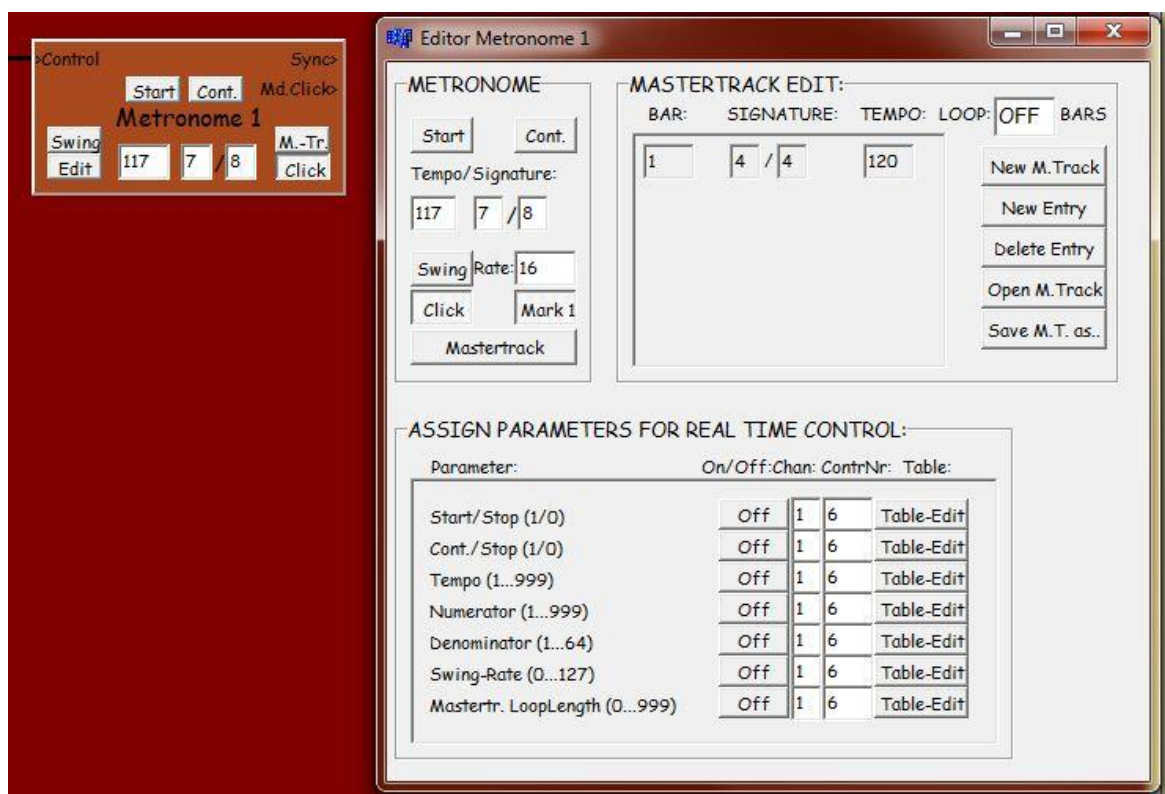 >Control Sync>
Start Cont. Md.Click>
Metronome 1
Swing M.-Tr.
Edit 117 7 / 8 Click
Editor Metronome 1
METRONOME
Start Cont.
Tempo/Signature:
117 7 / 8
Swing Rate: 16
Click Mark 1
Mastertrack
MASTERTRACK EDIT:
BAR: SIGNATURE: TEMPO: LOOP: OFF BARS
1 4 / 4 120
New M.Track
New Entry
Delete Entry
Open M.Track
Save M.T. as..
ASSIGN PARAMETERS FOR REAL TIME CONTROL:
Parameter: On/Off: Chan: ContrNr: Table:
Start/Stop (1/0) Off 1 6 Table-Edit
Cont./Stop (1/0) Off 1 6 Table-Edit
Tempo (1...999) Off 1 6 Table-Edit
Numerator (1...999) Off 1 6 Table-Edit
Denominator (1...64) Off 1 6 Table-Edit
Swing-Rate (0...127) Off 1 6 Table-Edit
Mastertr. LoopLength (0...999) Off 1 6 Table-Edit